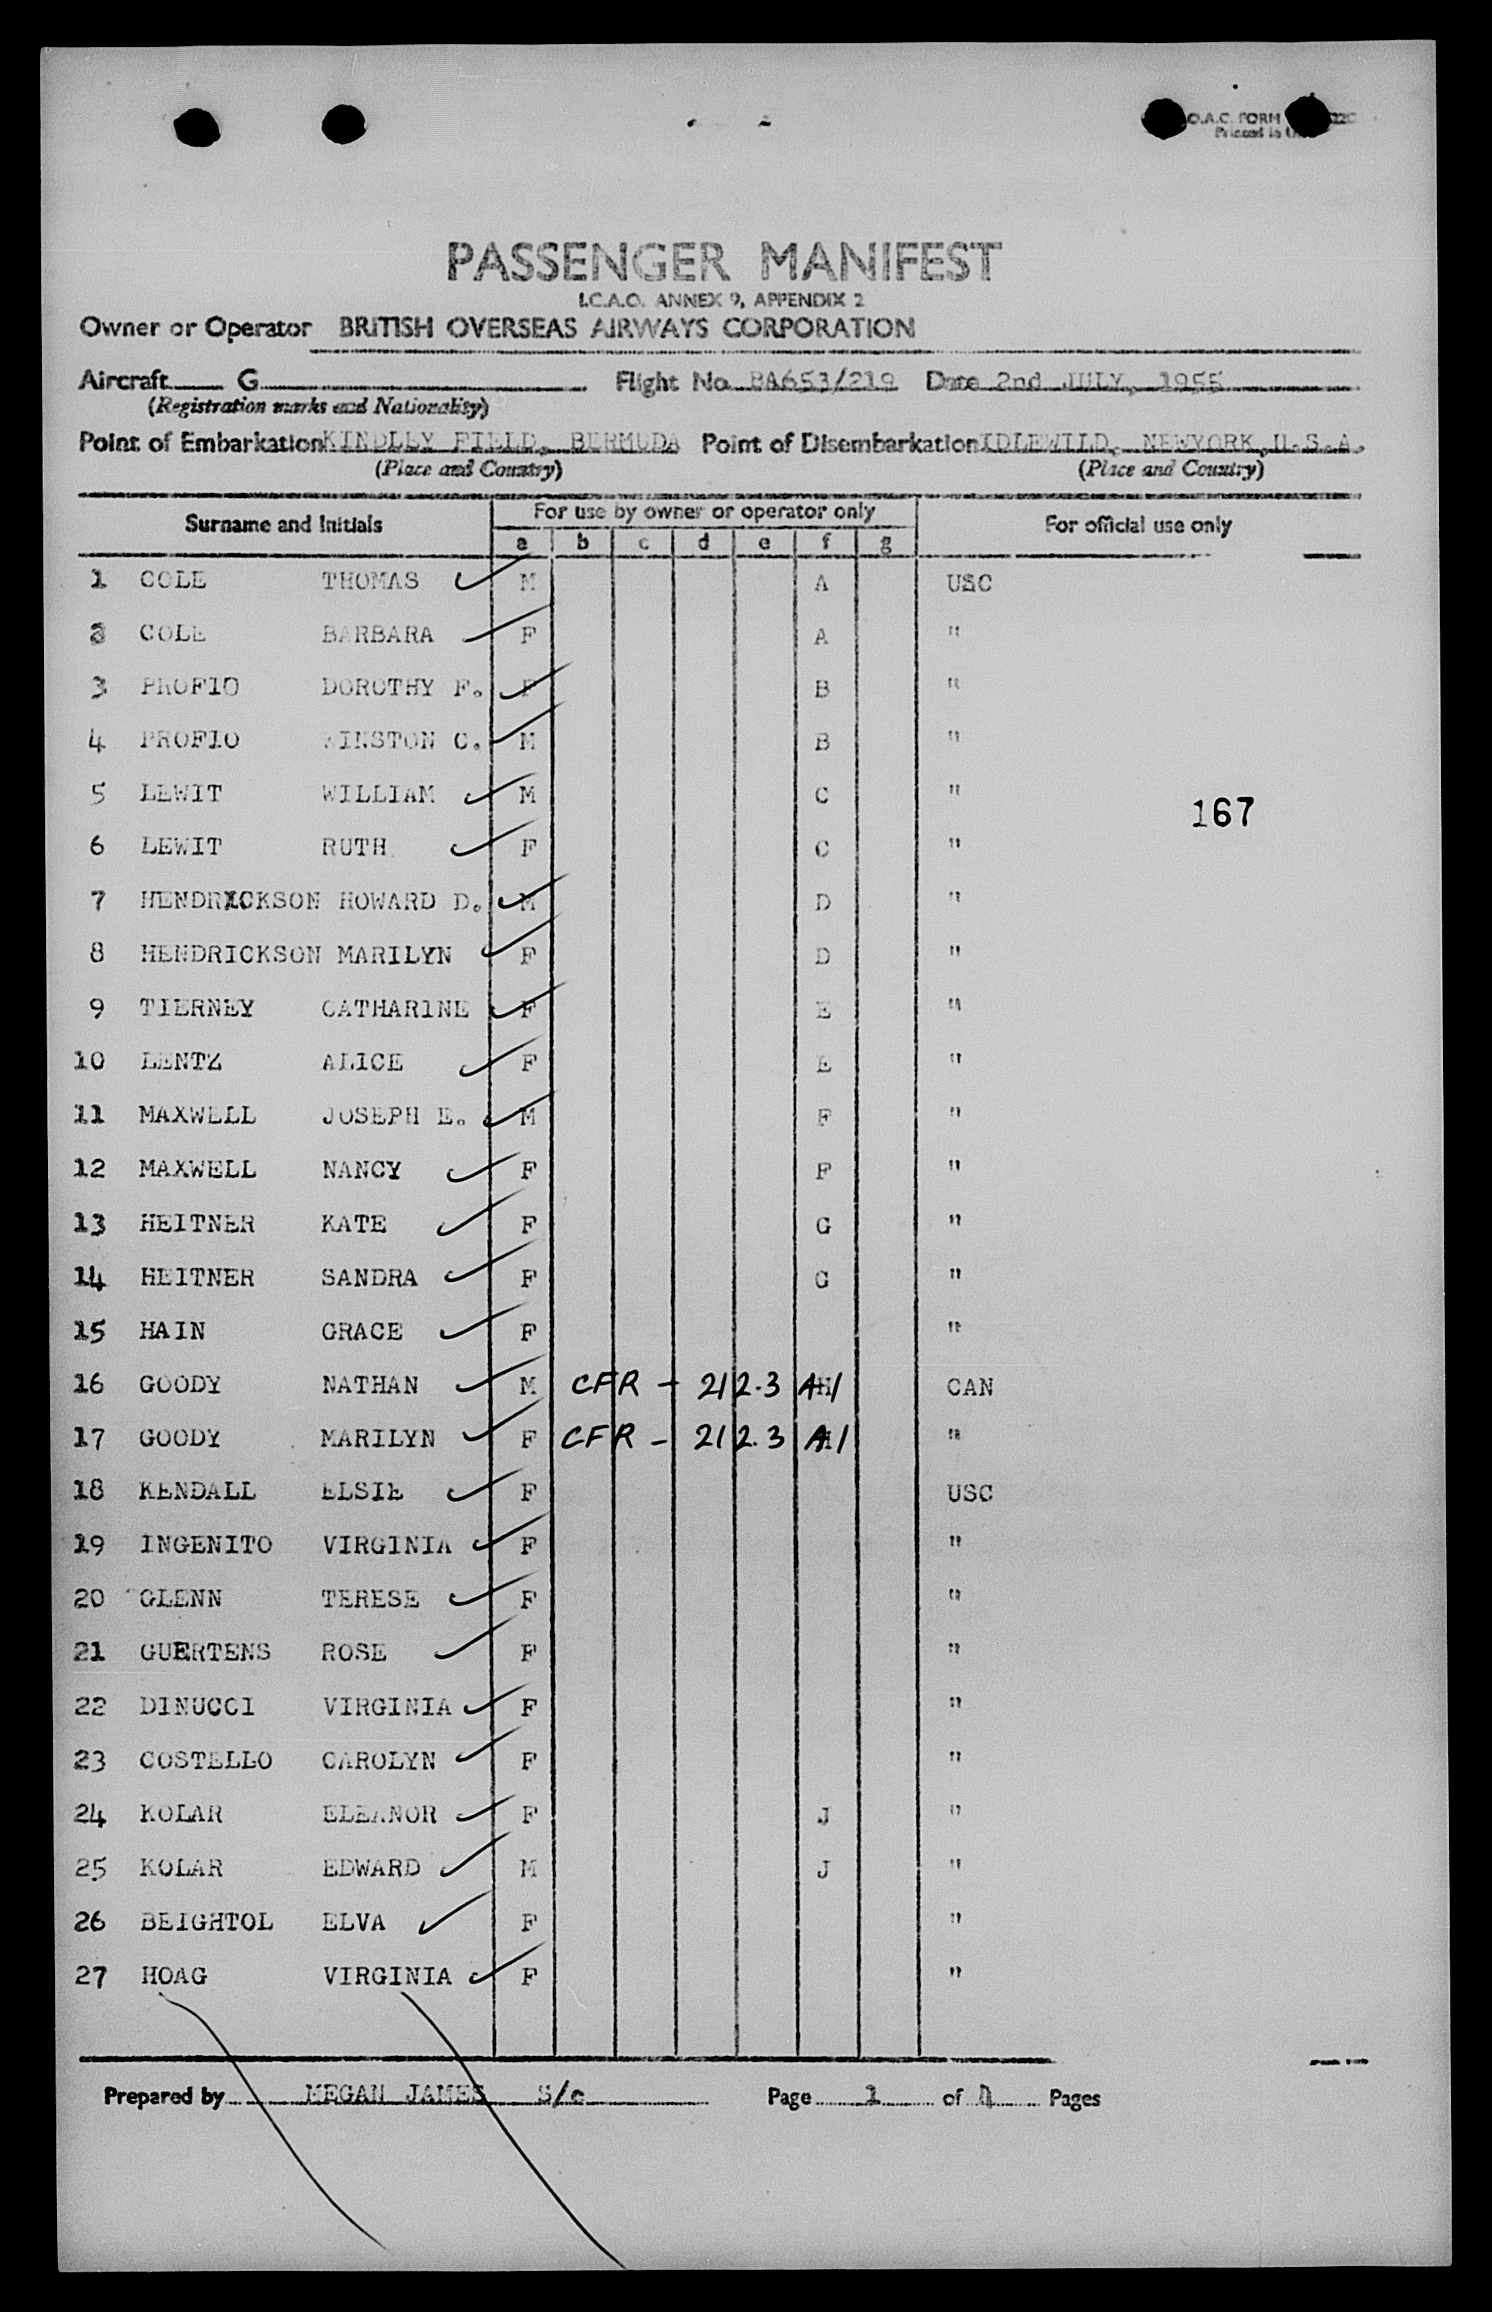 O.A.C. FORM
Printed in
PASSENGER MANIFEST
I.C.A.O. ANNEX 9, APPENDIX 2
Owner or Operator BRITISH OVERSEAS AIRWAYS CORPORATION
Aircraft G Flight No. BA653/219 Date 2nd JULY, 1955
(Registration marks and Nationality)
Point of Embarkation KINDLEY FIELD, BERMUDA Point of Disembarkation IDLEWILD, NEWYORK,U.S.A.
(Place and Country) (Place and Country)
Surname and Initials For use by owner or operator only For official use only
a b c d e f g
1 COLE THOMAS M A USC
2 COLE BARBARA F A "
3 PROFIO DOROTHY F. F B "
4 PROFIO WINSTON C. M B "
5 LEWIT WILLIAM M C "
167
6 LEWIT RUTH F C "
7 HENDRICKSON HOWARD D. M D "
8 HENDRICKSON MARILYN F D "
9 TIERNEY CATHARINE F E "
10 LENTZ ALICE F E "
11 MAXWELL JOSEPH E. M F "
12 MAXWELL NANCY F F "
13 HEITNER KATE F G "
14 HEITNER SANDRA F G "
15 HAIN GRACE F "
16 GOODY NATHAN M CFR - 212.3 A1 H CAN
17 GOODY MARILYN F CFR - 212.3 A1 H "
18 KENDALL ELSIE F USC
19 INGENITO VIRGINIA F "
20 GLENN TERESE F "
21 GUERTENS ROSE F "
22 DINUCCI VIRGINIA F "
23 COSTELLO CAROLYN F "
24 KOLAR ELEANOR F J "
25 KOLAR EDWARD M J "
26 BEIGHTOL ELVA F "
27 HOAG VIRGINIA F "
Prepared by MEGAN JAMES S/c Page 1 of 4 Pages